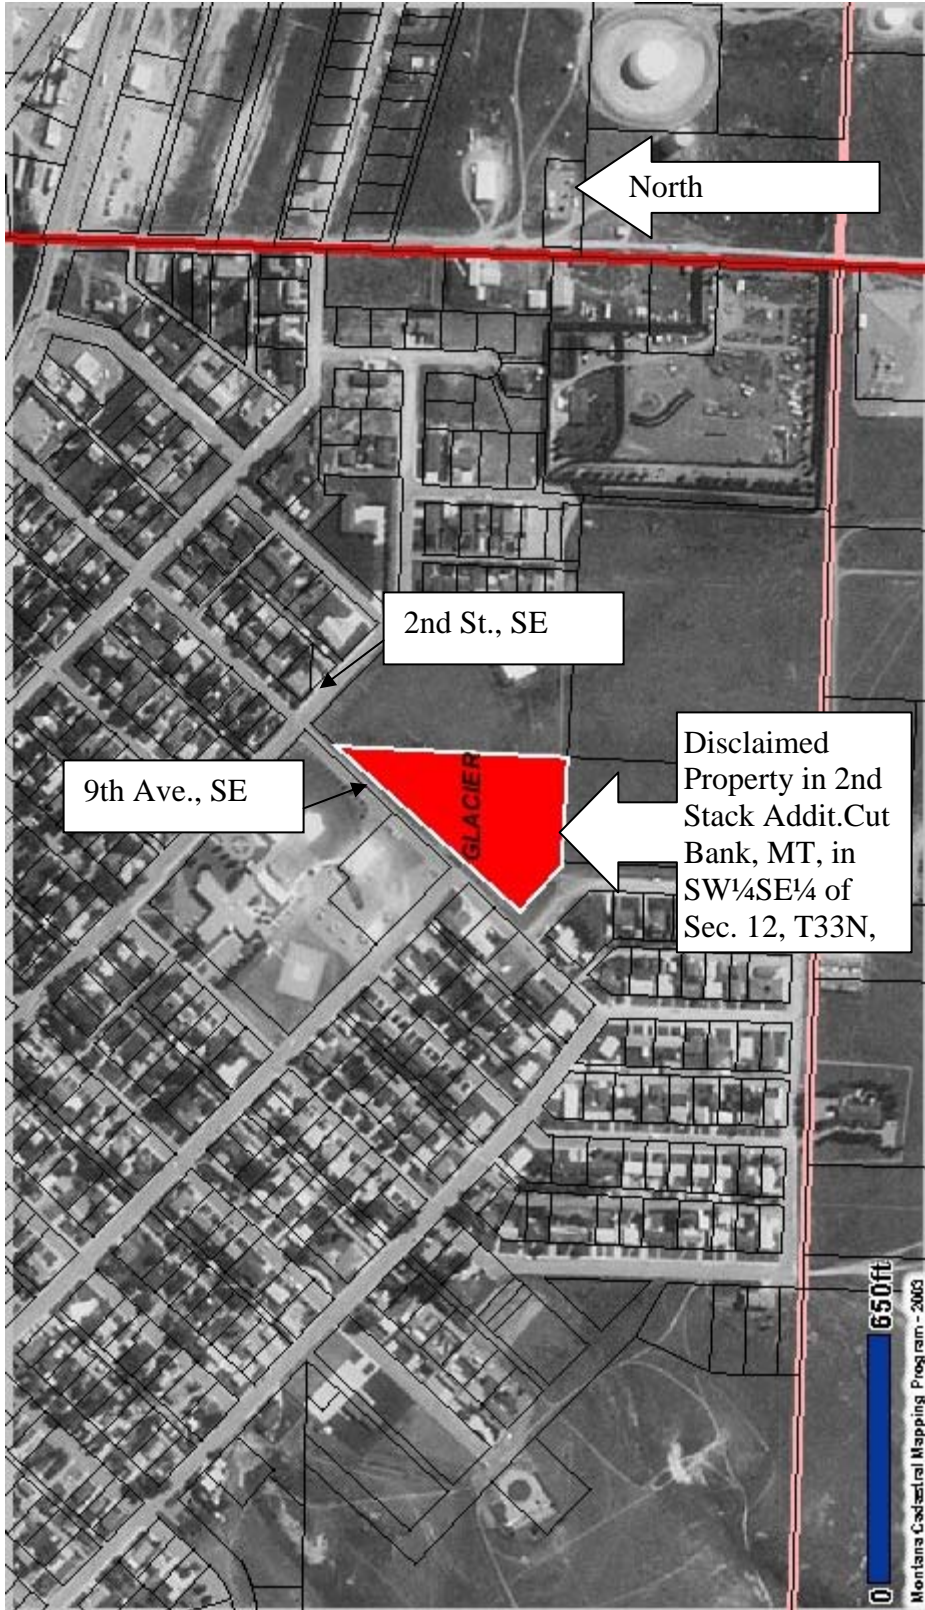 North
2nd St., SE
9th Ave., SE
GLACIER
Disclaimed
Property in 2nd
Stack Addit.Cut
Bank, MT, in
SW¼SE¼ of
Sec. 12, T33N,
0 650ft
Montana Cadastral Mapping Program - 2003